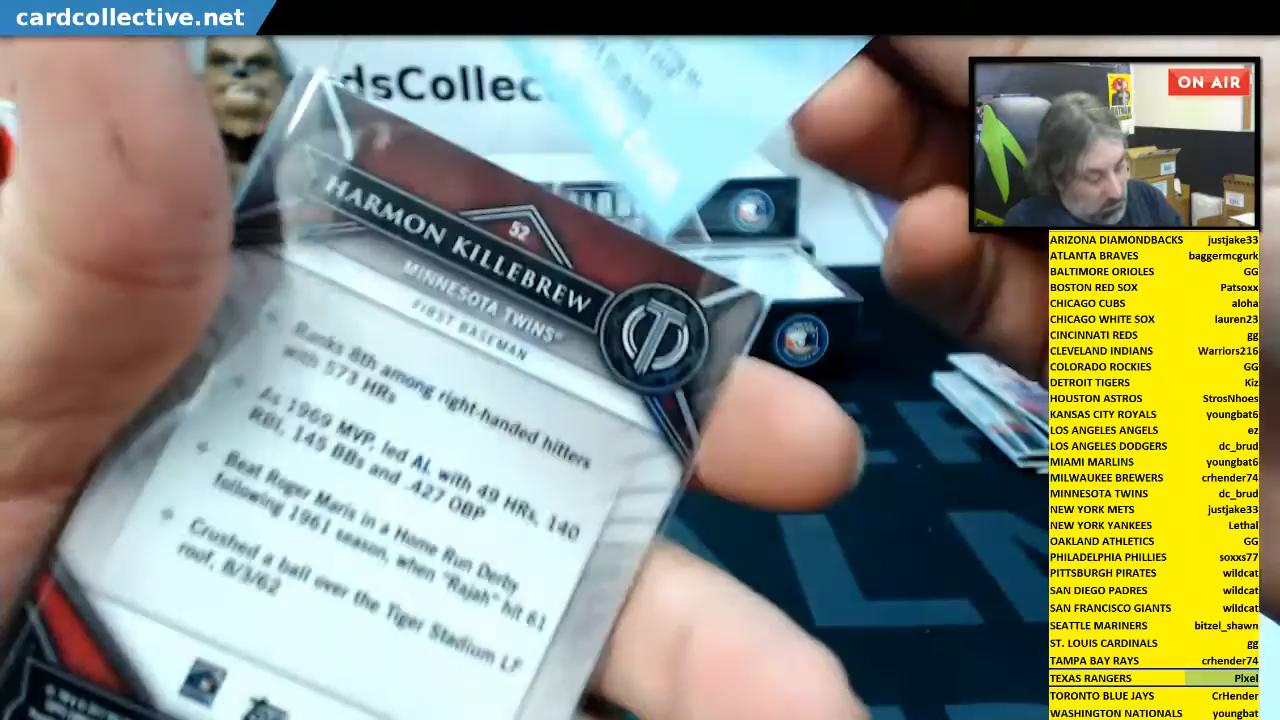 cardcollective.net
dsCollec
ON AIR
52
HARMON KILLEBREW
MINNESOTA TWINS®
FIRST BASEMAN
Ranks 8th among right-handed hitters
with 573 HRs
As 1969 MVP, led AL with 49 HRs, 140
RBI, 145 BBs and .427 OBP
Beat Roger Maris in a Home Run Derby
following 1961 season, when "Rajah" hit 61
Crushed a ball over the Tiger Stadium LF
roof, 8/3/62
ARIZONA DIAMONDBACKS justjake33
ATLANTA BRAVES baggermcgurk
BALTIMORE ORIOLES GG
BOSTON RED SOX Patsoxx
CHICAGO CUBS aloha
CHICAGO WHITE SOX lauren23
CINCINNATI REDS gg
CLEVELAND INDIANS Warriors216
COLORADO ROCKIES GG
DETROIT TIGERS Kiz
HOUSTON ASTROS StrosNhoes
KANSAS CITY ROYALS youngbat6
LOS ANGELES ANGELS ez
LOS ANGELES DODGERS dc_brud
MIAMI MARLINS youngbat6
MILWAUKEE BREWERS crhender74
MINNESOTA TWINS dc_brud
NEW YORK METS justjake33
NEW YORK YANKEES Lethal
OAKLAND ATHLETICS GG
PHILADELPHIA PHILLIES soxxs77
PITTSBURGH PIRATES wildcat
SAN DIEGO PADRES wildcat
SAN FRANCISCO GIANTS wildcat
SEATTLE MARINERS bitzel_shawn
ST. LOUIS CARDINALS gg
TAMPA BAY RAYS crhender74
TEXAS RANGERS Pixel
TORONTO BLUE JAYS CrHender
WASHINGTON NATIONALS youngbat